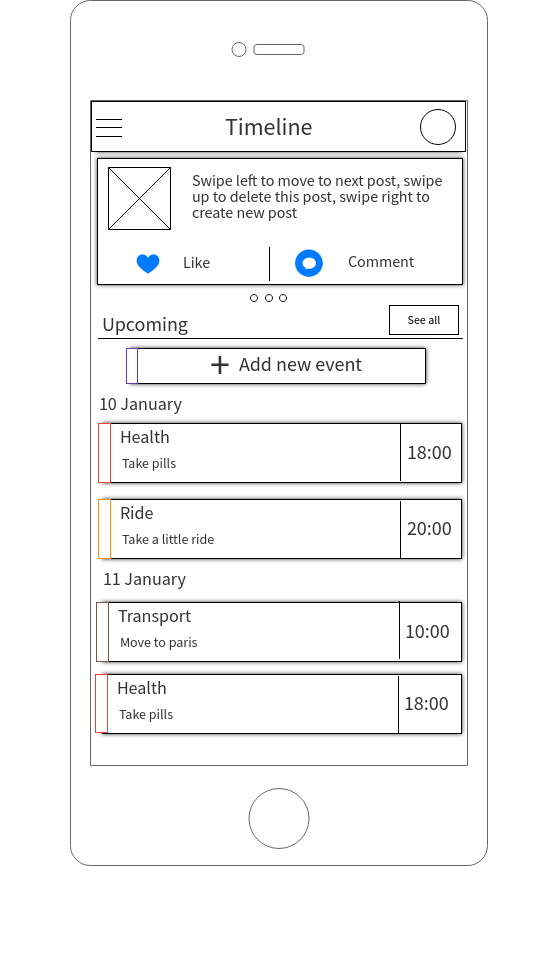 Timeline
Swipe left to move to next post, swipe
up to delete this post, swipe right to
create new post
Like
Comment
Upcoming
See all
+ Add new event
10 January
Health
Take pills
18:00
Ride
Take a little ride
20:00
11 January
Transport
Move to paris
10:00
Health
Take pills
18:00